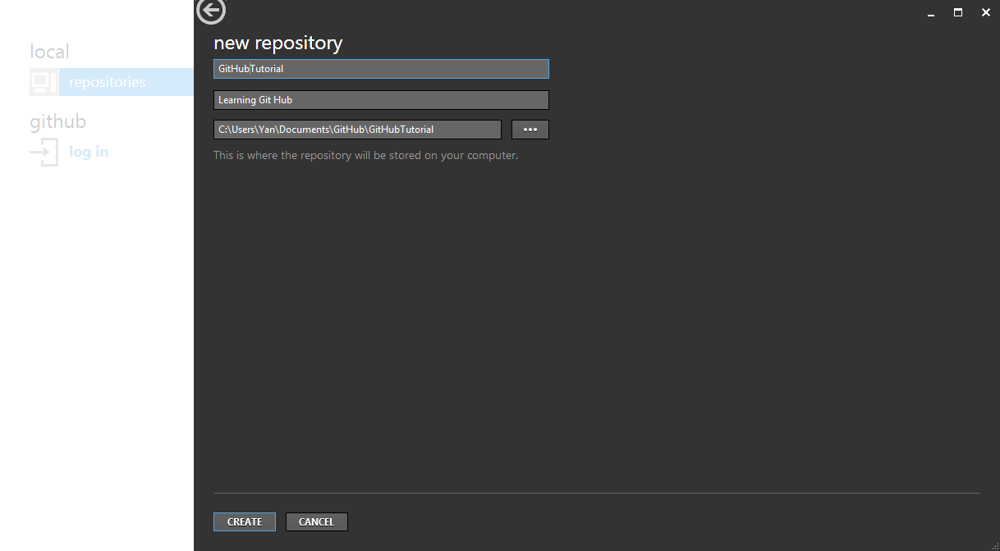 local
repositories
github
log in
new repository
GitHubTutorial
Learning Git Hub
C:\Users\Yan\Documents\GitHub\GitHubTutorial
•••
This is where the repository will be stored on your computer.
CREATE
CANCEL